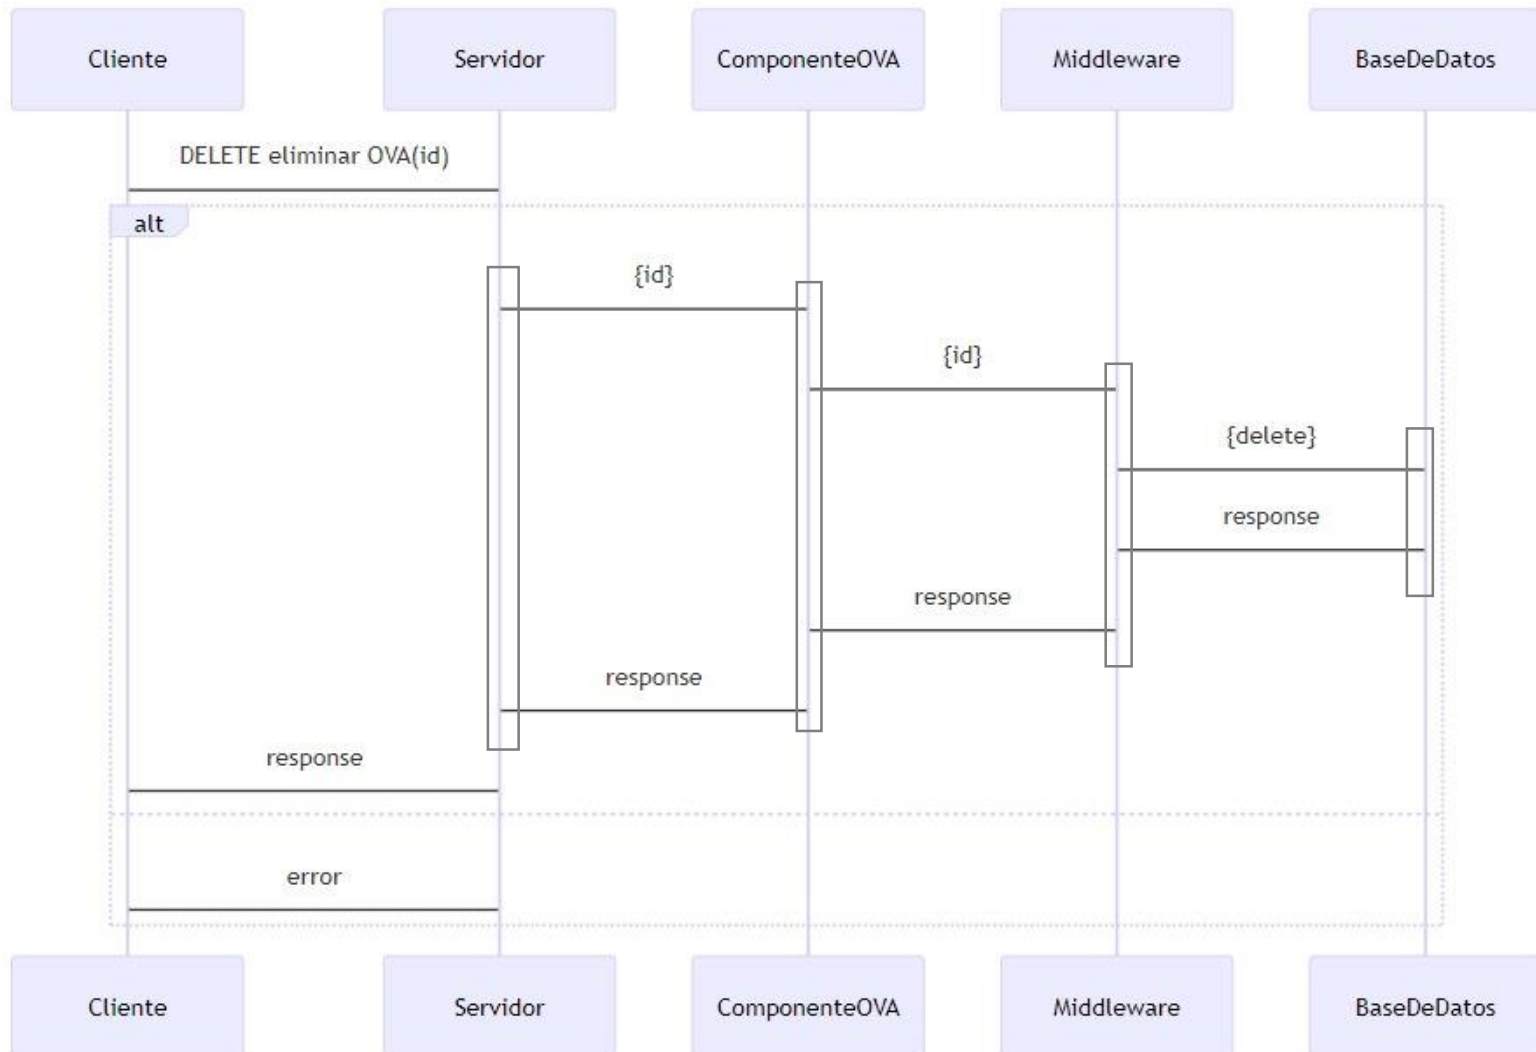 Cliente
Servidor
ComponenteOVA
Middleware
BaseDeDatos
DELETE eliminar OVA(id)
alt
{id}
{id}
{delete}
response
response
response
response
error
Cliente
Servidor
ComponenteOVA
Middleware
BaseDeDatos